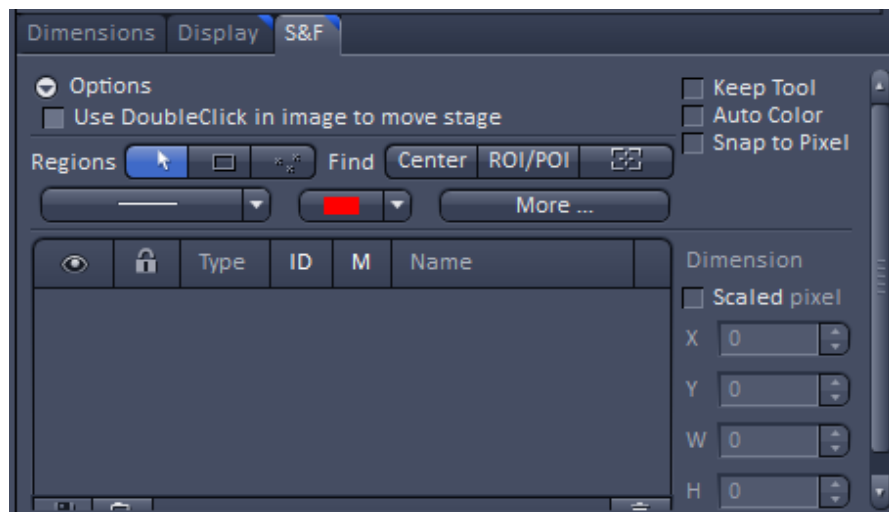 Dimensions Display S&F
Options
Keep Tool
Use DoubleClick in image to move stage
Auto Color
Snap to Pixel
Regions Find Center ROI/POI
More ...
Type ID M Name
Dimension
Scaled pixel
X 0
Y 0
W 0
H 0